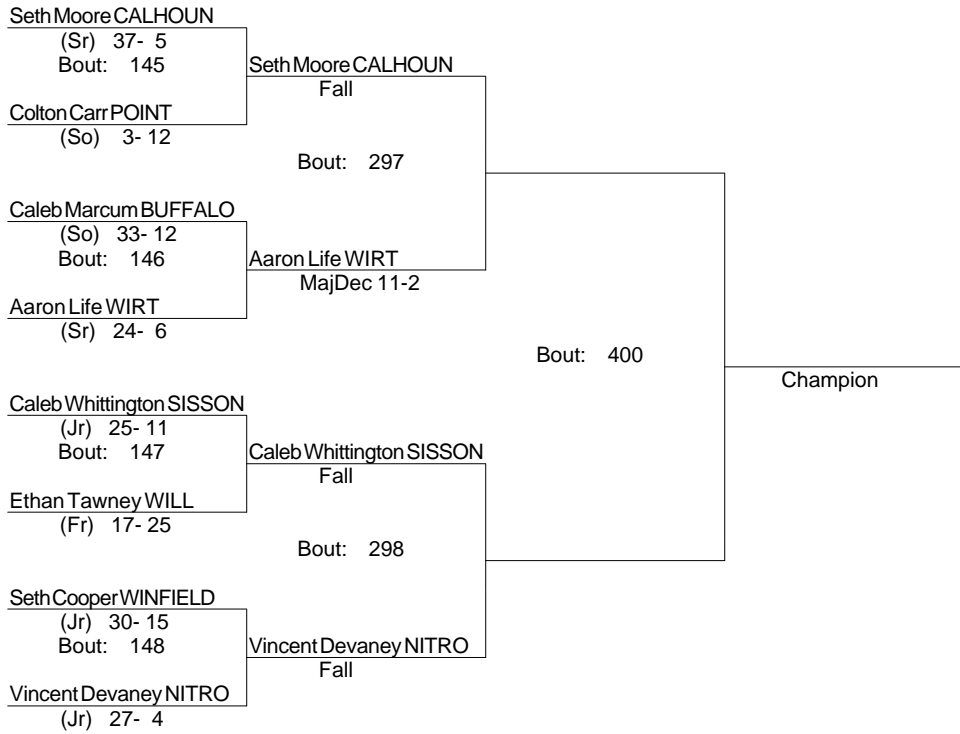 Seth Moore CALHOUN
(Sr) 37- 5
Bout: 145
Seth Moore CALHOUN
Fall
Colton Carr POINT
(So) 3- 12
Bout: 297
Caleb Marcum BUFFALO
(So) 33- 12
Bout: 146
Aaron Life WIRT
MajDec 11-2
Aaron Life WIRT
(Sr) 24- 6
Bout: 400
Champion
Caleb Whittington SISSON
(Jr) 25- 11
Bout: 147
Caleb Whittington SISSON
Fall
Ethan Tawney WILL
(Fr) 17- 25
Bout: 298
Seth Cooper WINFIELD
(Jr) 30- 15
Bout: 148
Vincent Devaney NITRO
Fall
Vincent Devaney NITRO
(Jr) 27- 4